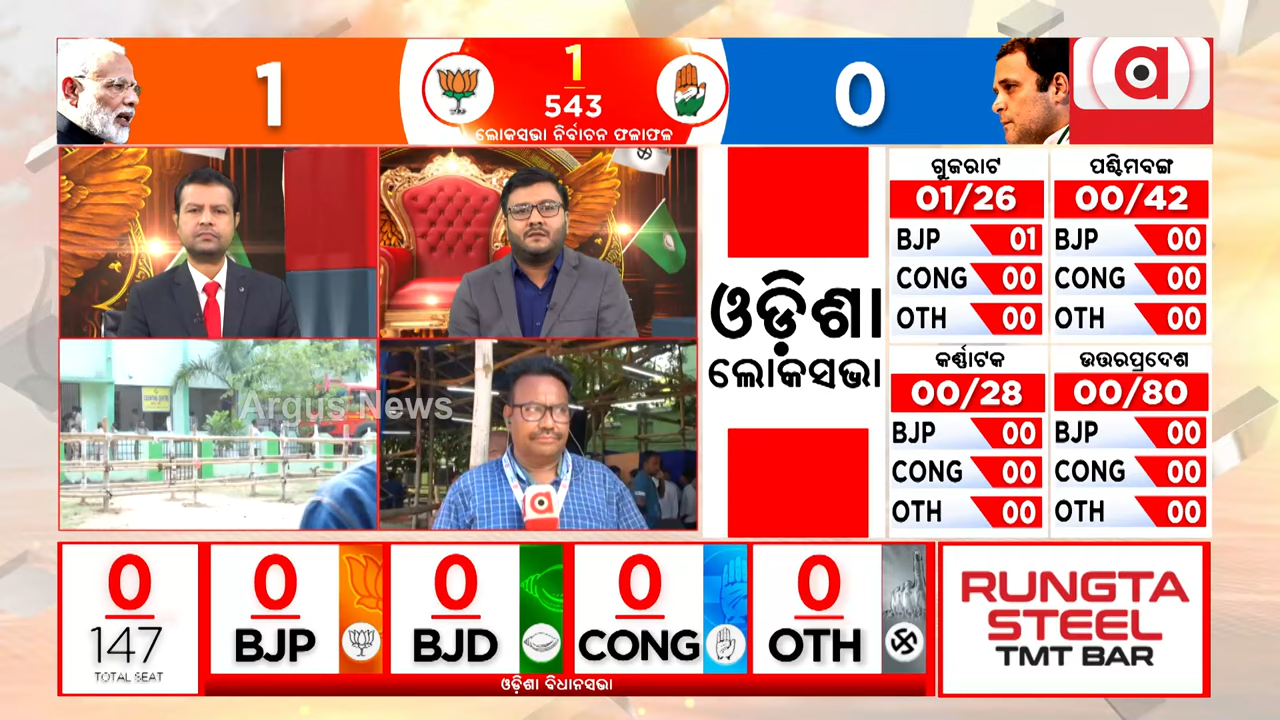 1
1
543
ଲୋକସଭା ନିର୍ବାଚନ ଫଳାଫଳ
0
a
ଓଡ଼ିଶା
ଲୋକସଭା
ଗୁଜରାଟ
01/26
BJP 01
CONG 00
OTH 00
ପଶ୍ଚିମବଙ୍ଗ
00/42
BJP 00
CONG 00
OTH 00
କର୍ଣ୍ଣାଟକ
00/28
BJP 00
CONG 00
OTH 00
ଉତ୍ତରପ୍ରଦେଶ
00/80
BJP 00
CONG 00
OTH 00
Argus News
a
0
147
TOTAL SEAT
0
BJP
0
BJD
0
CONG
0
OTH
ଓଡ଼ିଶା ବିଧାନସଭା
RUNGTA
STEEL
TMT BAR